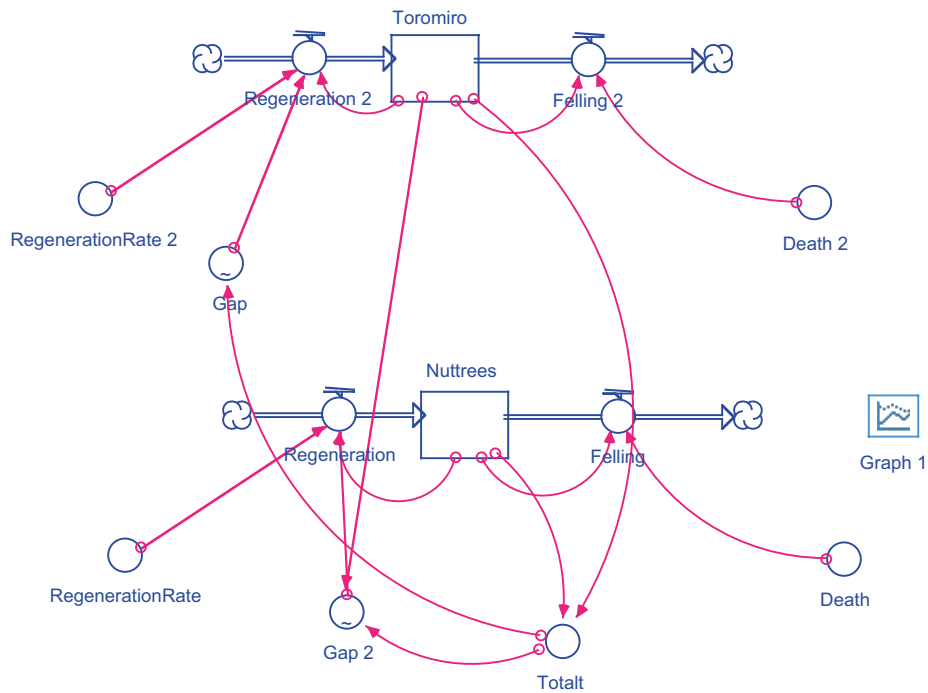 Toromiro
Regeneration 2
Felling 2
RegenerationRate 2
Death 2
~
Gap
Nuttrees
Regeneration
Felling
Graph 1
RegenerationRate
Death
~
Gap 2
Totalt